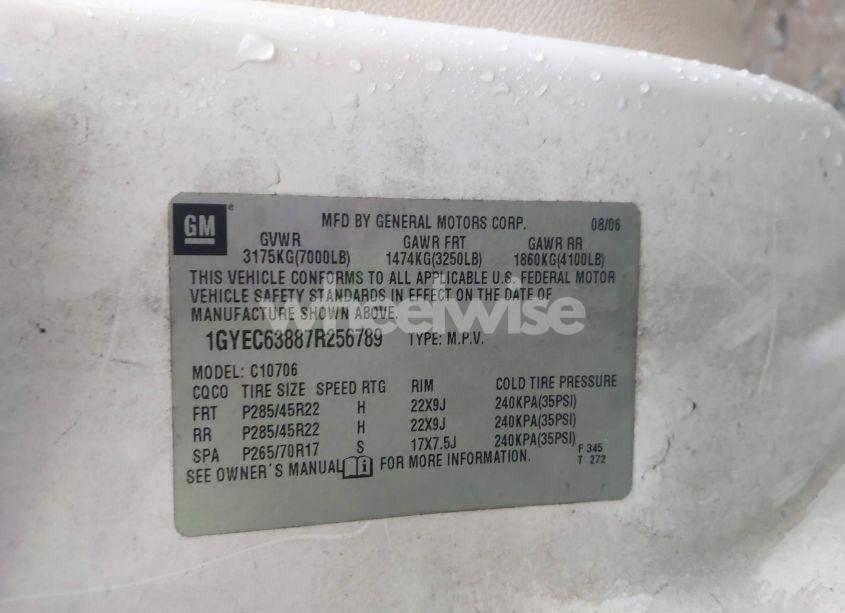 GM ® MFD BY GENERAL MOTORS CORP. 08/06
GVWR GAWR FRT GAWR RR
3175KG(7000LB) 1474KG(3250LB) 1860KG(4100LB)
THIS VEHICLE CONFORMS TO ALL APPLICABLE U.S. FEDERAL MOTOR
VEHICLE SAFETY STANDARDS IN EFFECT ON THE DATE OF
MANUFACTURE SHOWN ABOVE.
wheelwise
1GYEC63887R256789 TYPE: M.P.V.
MODEL: C10706
CQCO TIRE SIZE SPEED RTG RIM COLD TIRE PRESSURE
FRT P285/45R22 H 22X9J 240KPA(35PSI)
RR P285/45R22 H 22X9J 240KPA(35PSI)
SPA P265/70R17 S 17X7.5J 240KPA(35PSI)
SEE OWNER´S MANUAL i FOR MORE INFORMATION.
F 345
T 272